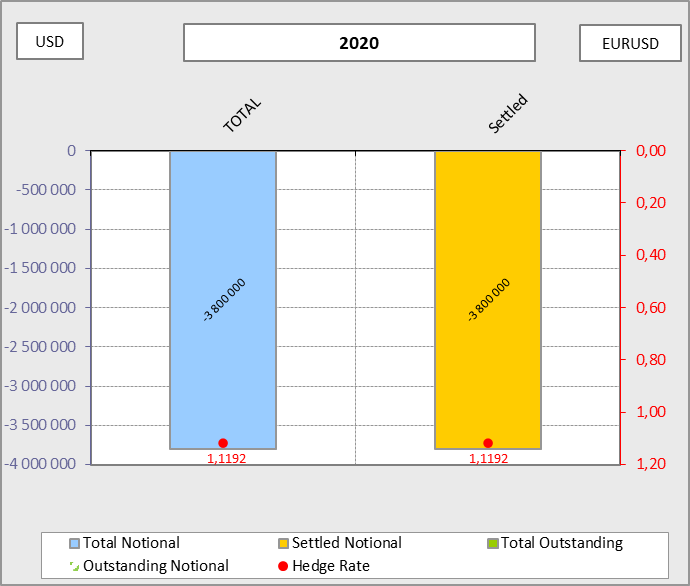 USD 2020 EURUSD
TOTAL Settled
0 0,00
-500 000 0,20
-1 000 000
-1 500 000 0,40
-3 800 000 -3 800 000
-2 000 000 0,60
-2 500 000 0,80
-3 000 000
-3 500 000 1,00
1,1192 1,1192
-4 000 000 1,20
Total Notional Settled Notional Total Outstanding
Outstanding Notional Hedge Rate